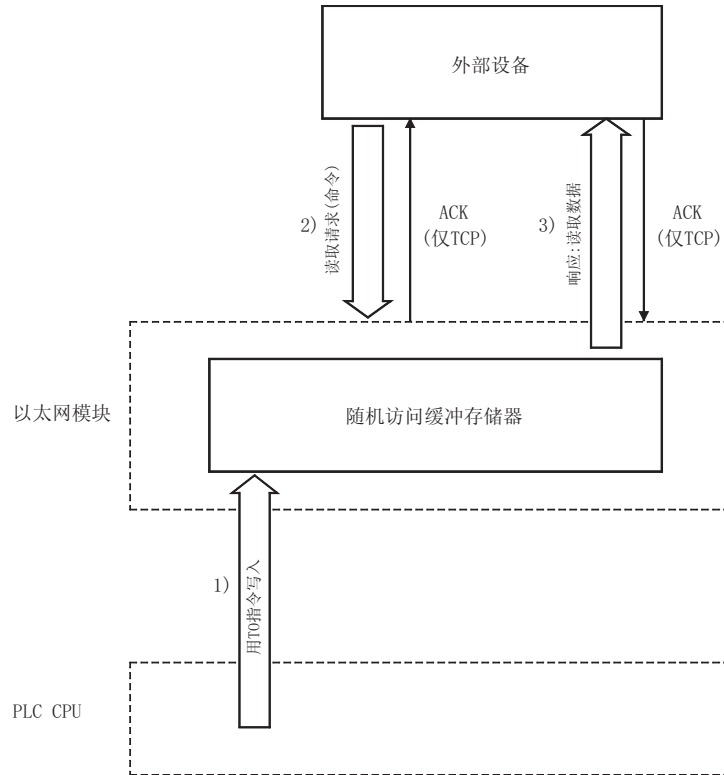 外部设备
2)
读取请求(命令)
ACK
(仅TCP)
3)
响应:读取数据
ACK
(仅TCP)
以太网模块
随机访问缓冲存储器
1)
用TO指令写入
PLC CPU